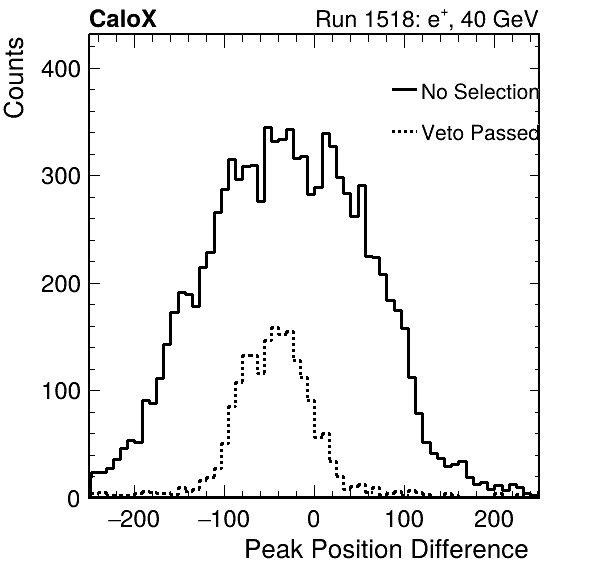 CaloX Run 1518: e⁺, 40 GeV
Counts
400
No Selection
Veto Passed
300
200
100
0
−200 −100 0 100 200
Peak Position Difference